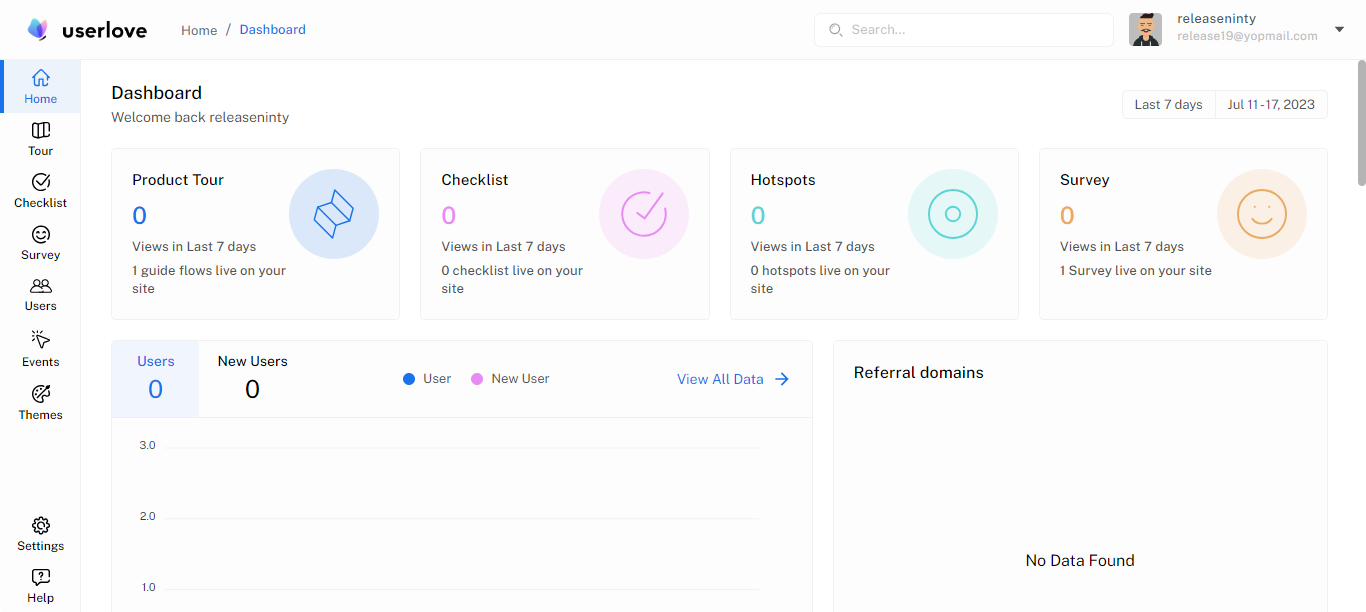 userlove
Home / Dashboard
Search...
releaseninty
release19@yopmail.com
Home
Tour
Checklist
Survey
Users
Events
Themes
Settings
Help
Dashboard
Welcome back releaseninty
Last 7 days
Jul 11-17, 2023
Product Tour
0
Views in Last 7 days
1 guide flows live on your
site
Checklist
0
Views in Last 7 days
0 checklist live on your
site
Hotspots
0
Views in Last 7 days
0 hotspots live on your
site
Survey
0
Views in Last 7 days
1 Survey live on your site
Users
0
New Users
0
User
New User
View All Data
3.0
2.0
1.0
Referral domains
No Data Found